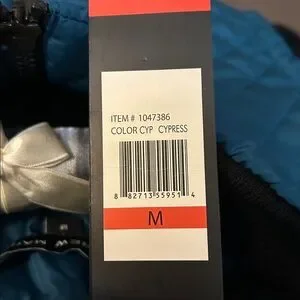 ITEM # 1047386
COLOR CYP CYPRESS
8 82713 55951 4
M